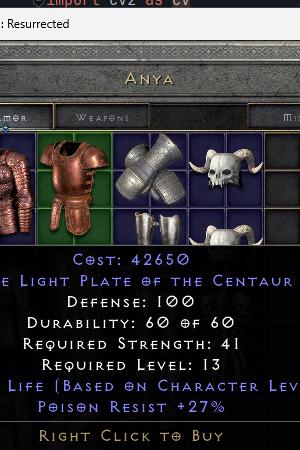 import cv2 as cv
: Resurrected
Anya
mor Weapons Mis
Cost: 42650
e Light Plate of the Centaur
Defense: 100
Durability: 60 of 60
Required Strength: 41
Required Level: 13
Life (Based on Character Lev
Poison Resist +27%
Right Click to Buy